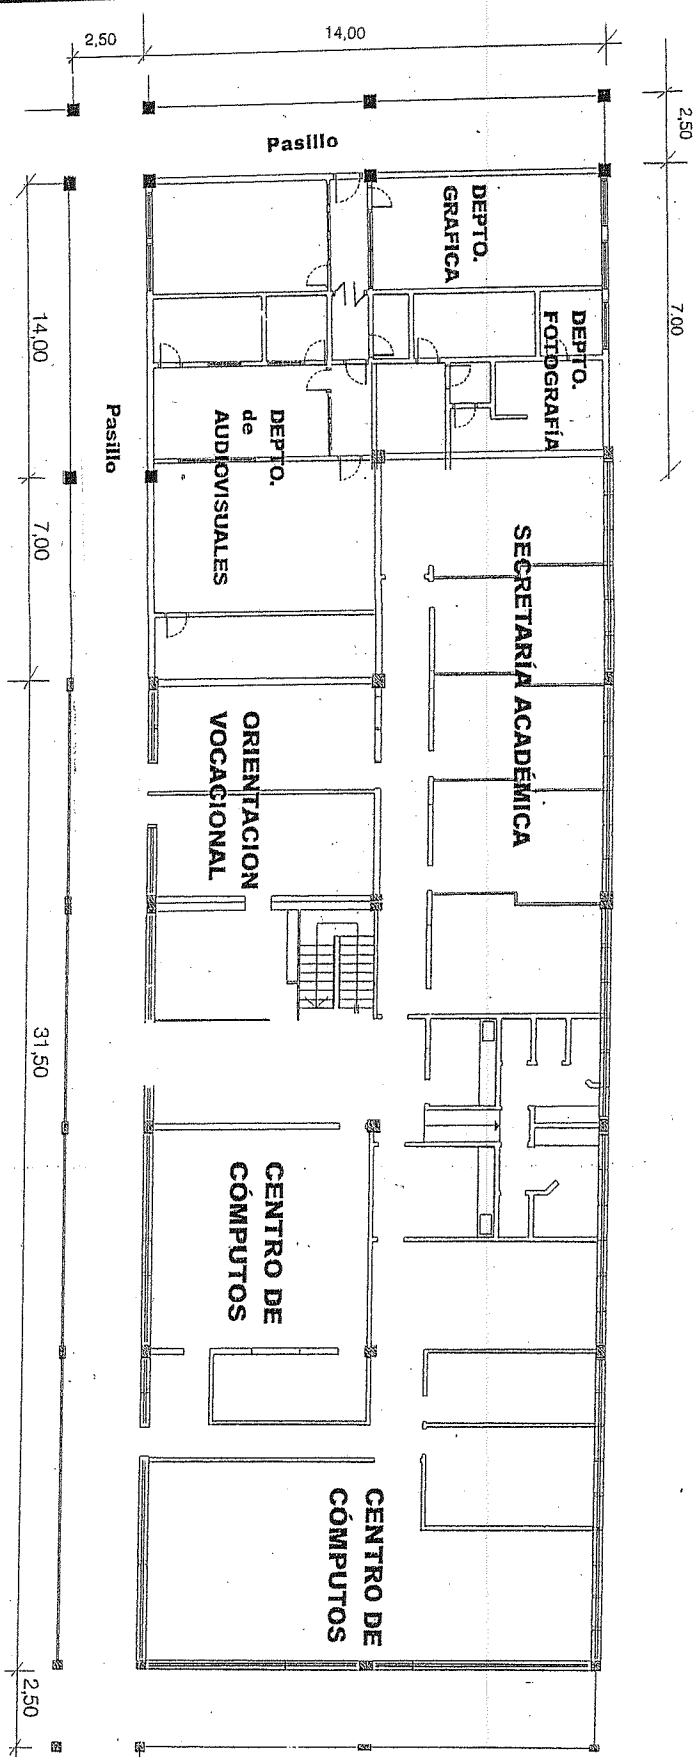 2,50
14,00
2,50
7.00
Pasillo
DEPTO.
GRAFICA
DEPTO.
FOTOGRAFÍA
14,00
Pasillo
DEPTO.
de
AUDIOVISUALES
7,00
SECRETARÍA ACADÉMICA
ORIENTACION
VOCACIONAL
31,50
CENTRO DE
CÓMPUTOS
CENTRO DE
CÓMPUTOS
2,50